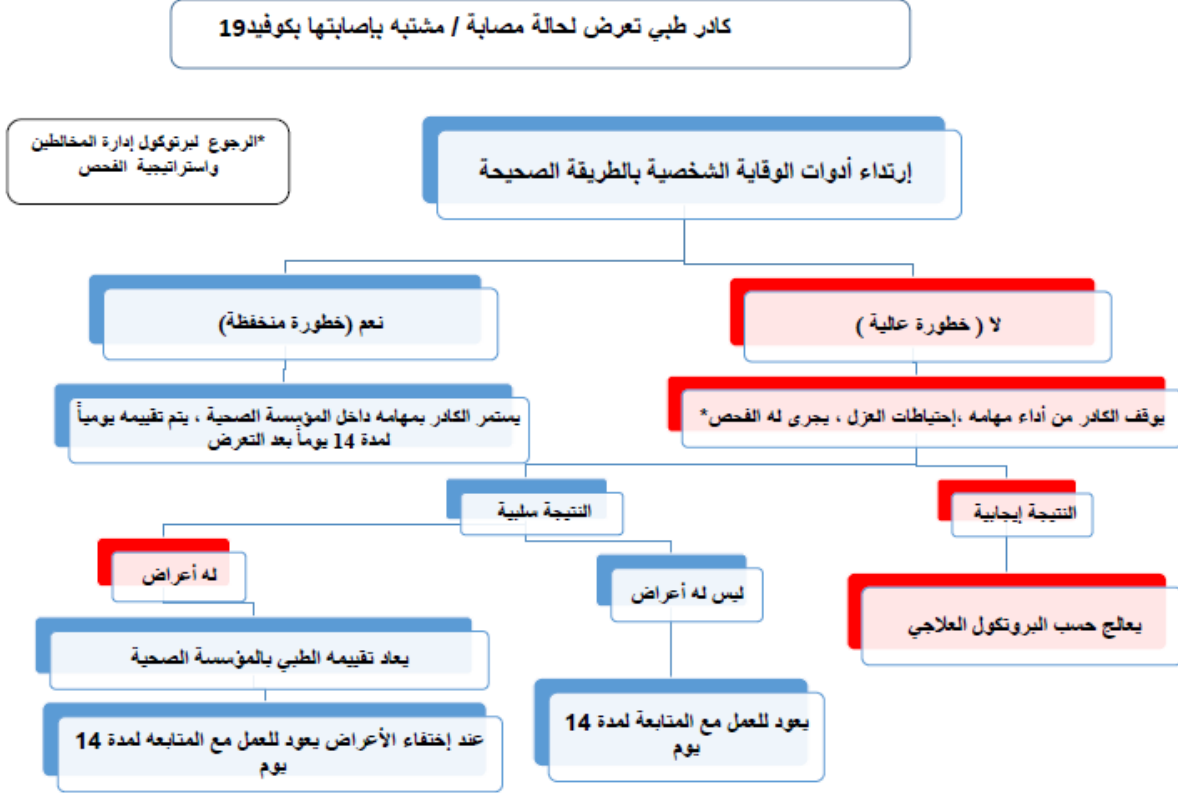 كادر طبي تعرض لحالة مصابة / مشتبه بإصابتها بكوفيد19
*الرجوع لبرتوكول إدارة المخالطين
واستراتيجية الفحص
إرتداء أدوات الوقاية الشخصية بالطريقة الصحيحة
لا ( خطورة عالية )
نعم (خطورة منخفظة)
يوقف الكادر من أداء مهامه ،إحتياطات العزل ، يجرى له الفحص*
يستمر الكادر بمهامه داخل المؤسسة الصحية ، يتم تقييمه يومياً
لمدة 14 يوماً بعد التعرض
النتيجة إيجابية
النتيجة سلبية
يعالج حسب البروتكول العلاجي
ليس له أعراض
له أعراض
يعود للعمل مع المتابعة لمدة 14
يوم
يعاد تقييمه الطبي بالمؤسسة الصحية
عند إختفاء الأعراض يعود للعمل مع المتابعه لمدة 14
يوم